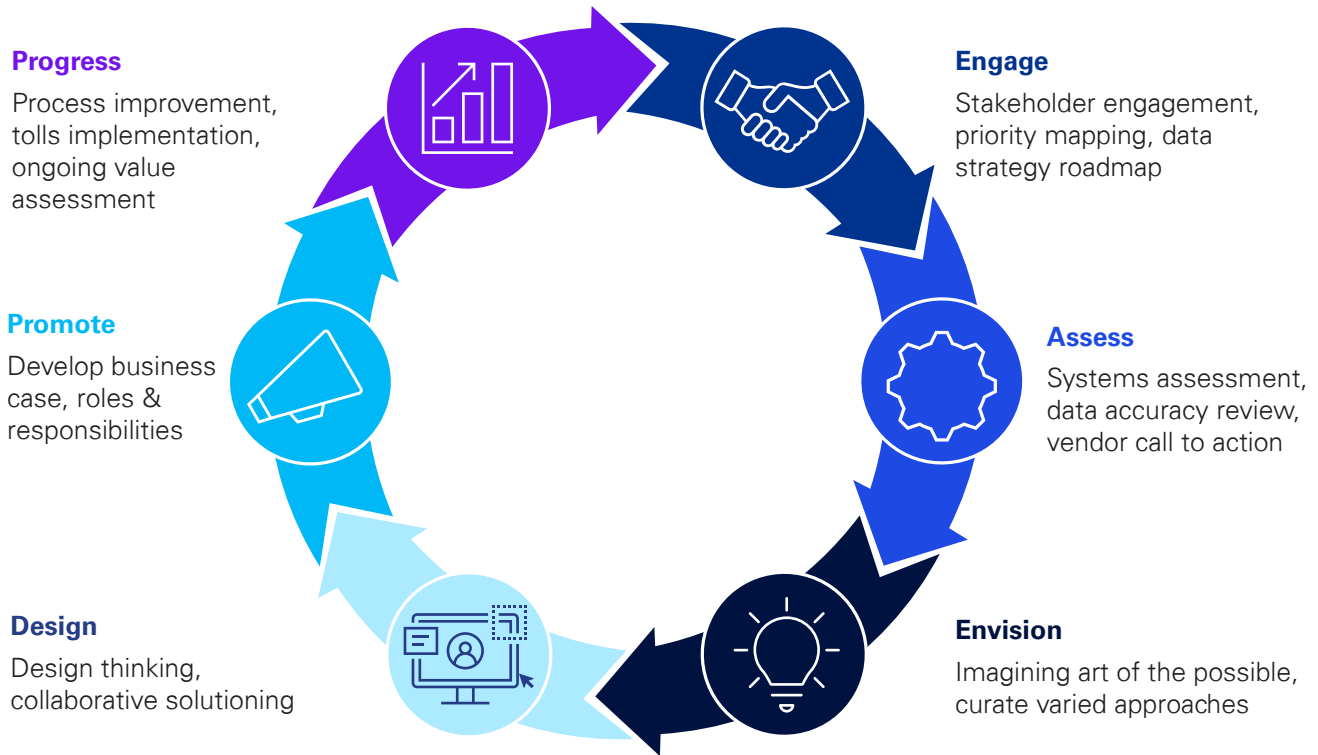 Progress
Process improvement,
tolls implementation,
ongoing value
assessment
Engage
Stakeholder engagement,
priority mapping, data
strategy roadmap
Promote
Develop business
case, roles &
responsibilities
Assess
Systems assessment,
data accuracy review,
vendor call to action
Design
Design thinking,
collaborative solutioning
Envision
Imagining art of the possible,
curate varied approaches